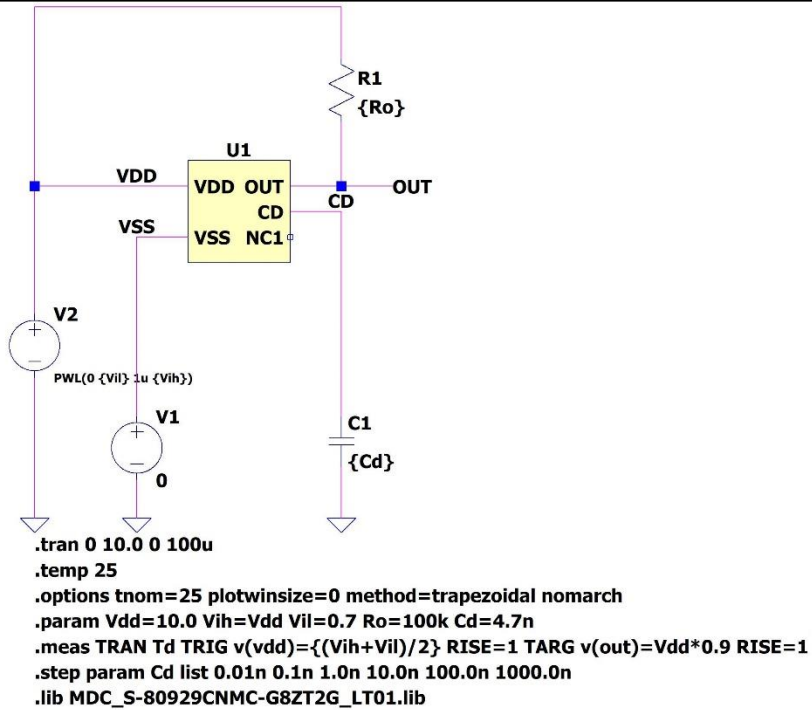 R1
{Ro}
U1
VDD
VDD OUT
OUT
CD
CD
VSS
VSS NC1
V2
PWL(0 {Vil} 1u {Vih})
V1
0
C1
{Cd}
.tran 0 10.0 0 100u
.temp 25
.options tnom=25 plotwinsize=0 method=trapezoidal nomarch
.param Vdd=10.0 Vih=Vdd Vil=0.7 Ro=100k Cd=4.7n
.meas TRAN Td TRIG v(vdd)={(Vih+Vil)/2} RISE=1 TARG v(out)=Vdd*0.9 RISE=1
.step param Cd list 0.01n 0.1n 1.0n 10.0n 100.0n 1000.0n
.lib MDC_S-80929CNMC-G8ZT2G_LT01.lib